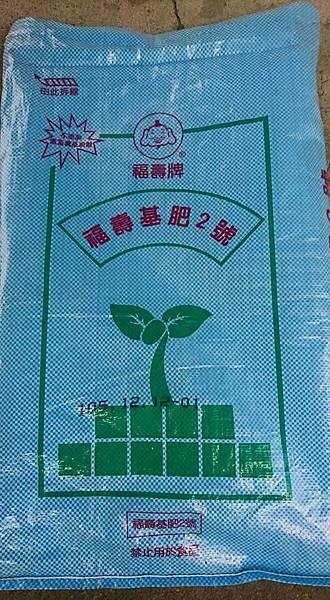 由此拆線
福壽牌
®
福壽基肥2號
105.12.12-01
福壽基肥2號
禁止用於食品